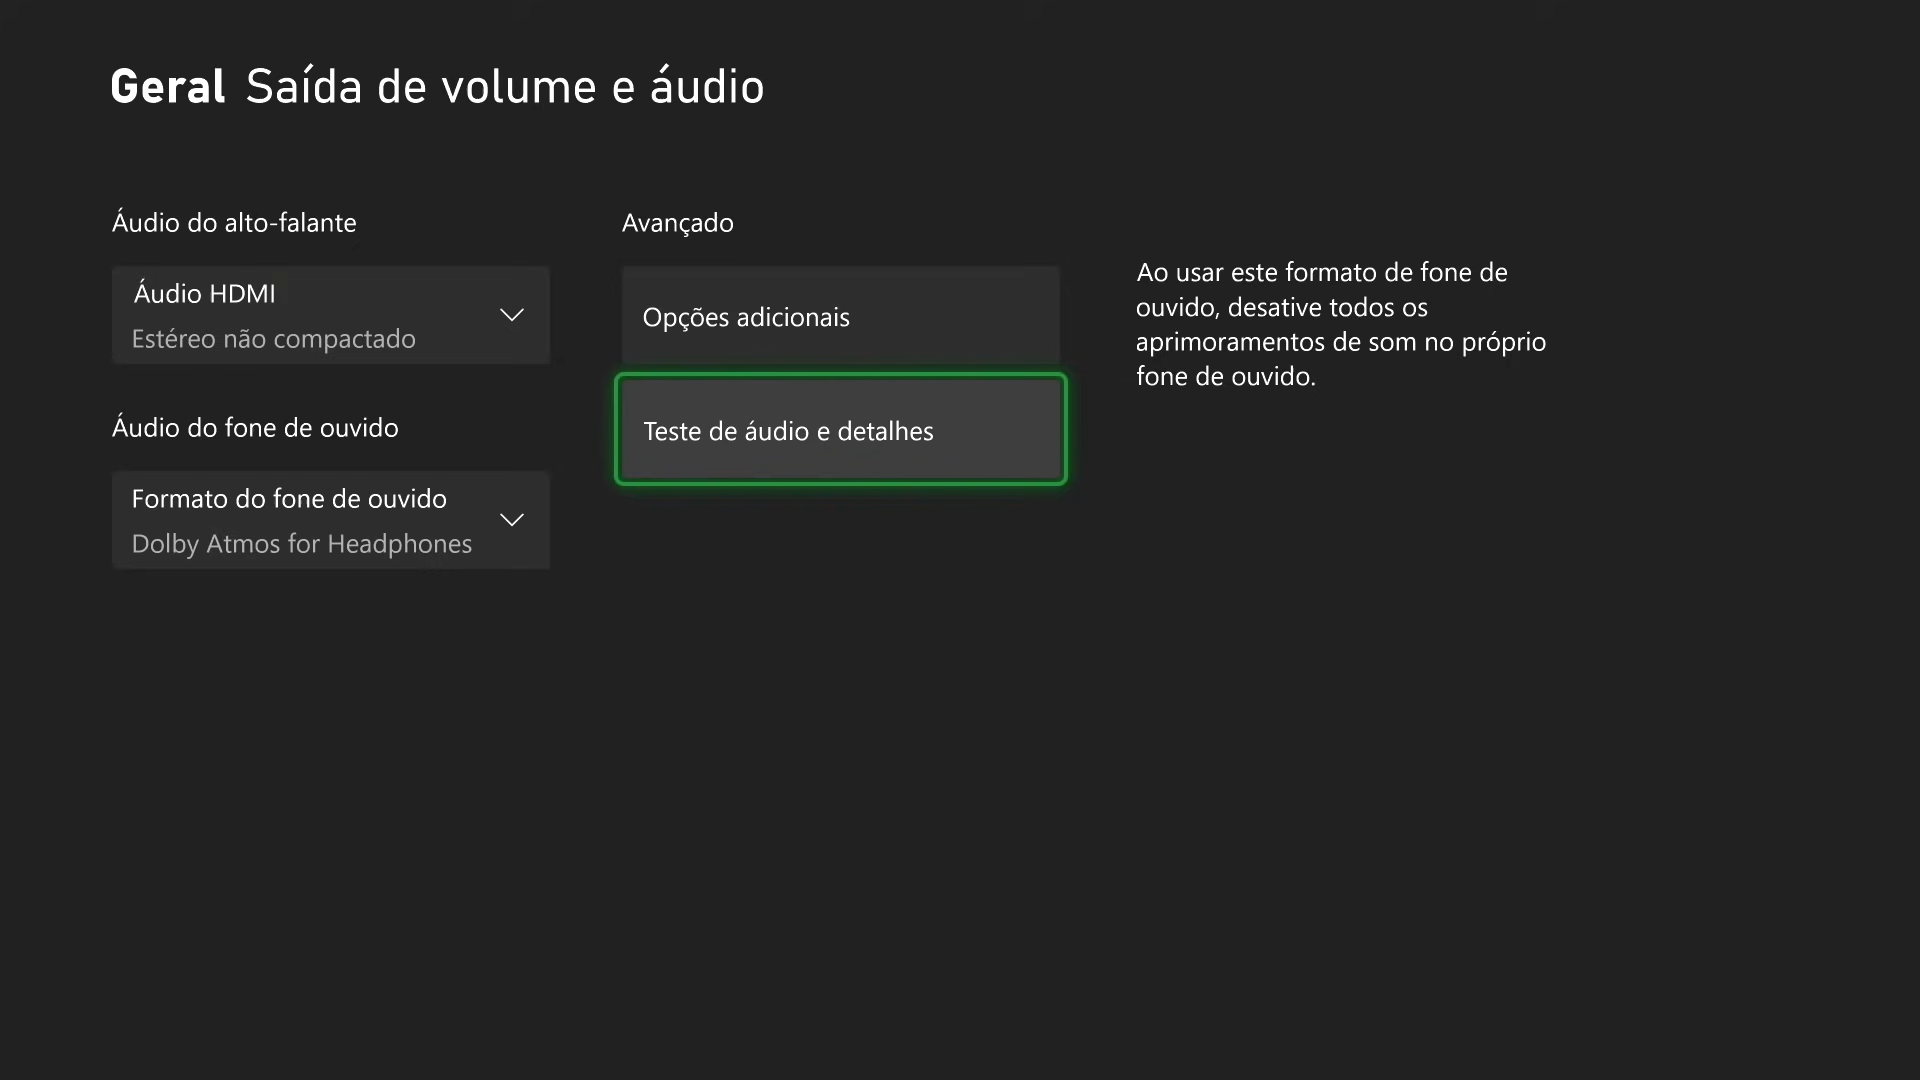 Geral Saída de volume e áudio
Áudio do alto-falante
Áudio HDMI
Estéreo não compactado
Áudio do fone de ouvido
Formato do fone de ouvido
Dolby Atmos for Headphones
Avançado
Opções adicionais
Teste de áudio e detalhes
Ao usar este formato de fone de
ouvido, desative todos os
aprimoramentos de som no próprio
fone de ouvido.